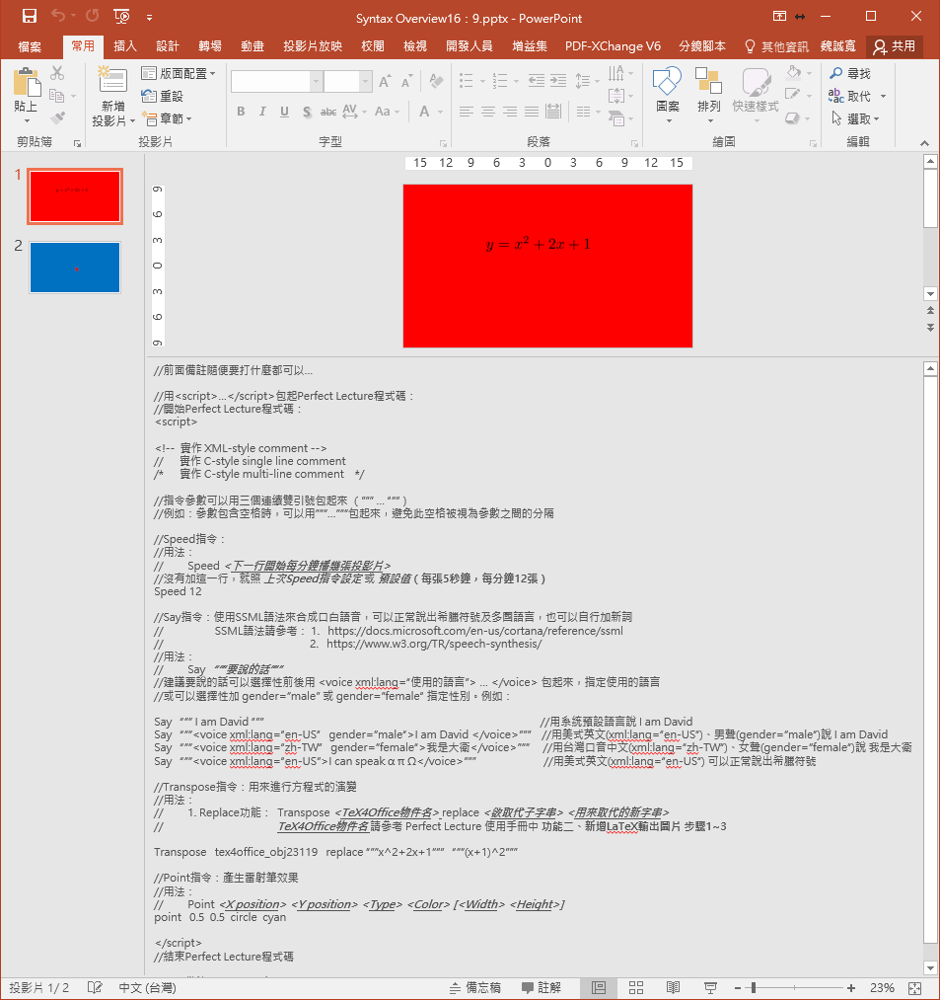 Syntax Overview16：9.pptx - PowerPoint
檔案 常用 插入 設計 轉場 動畫 投影片放映 校閱 檢視 開發人員 增益集 PDF-XChange V6 分鏡腳本 其他資訊 魏誠寬 共用
貼上
新增
投影片
版面配置
重設
章節
B I U S abc AV Aa A
圖案 排列 快速樣式
尋找
取代
選取
剪貼簿 投影片 字型 段落 繪圖 編輯
15 12 9 6 3 0 3 6 9 12 15
9 6 3 0 3 6 9
1
2
y = x² + 2x + 1
//前面備註隨便要打什麼都可以...
//用<script>...</script>包起Perfect Lecture程式碼：
//開始Perfect Lecture程式碼：
<script>
<!-- 實作 XML-style comment -->
// 實作 C-style single line comment
/* 實作 C-style multi-line comment */
//指令參數可以用三個連續雙引號包起來（""" ... """）
//例如：參數包含空格時，可以用"""..."""包起來，避免此空格被視為參數之間的分隔
//Speed指令：
//用法：
// Speed <下一行開始每分鐘播幾張投影片>
//沒有加這一行，就照 上次Speed指令設定 或 預設值 ( 每張5秒鐘，每分鐘12張 )
Speed 12
//Say指令：使用SSML語法來合成口白語音，可以正常說出希臘符號及多國語言，也可以自行加新詞
// SSML語法請參考： 1. https://docs.microsoft.com/en-us/cortana/reference/ssml
// 2. https://www.w3.org/TR/speech-synthesis/
//用法：
// Say """要說的話"""
//建議要說的話可以選擇性前後用 <voice xml:lang="使用的語言"> ... </voice> 包起來，指定使用的語言
//或可以選擇性加 gender="male" 或 gender="female" 指定性別。例如：
Say """ I am David """ //用系統預設語言說 I am David
Say """<voice xml:lang="en-US" gender="male">I am David </voice>""" //用美式英文(xml:lang="en-US")、男聲(gender="male")說 I am David
Say """<voice xml:lang="zh-TW" gender="female">我是大衛</voice>""" //用台灣口音中文(xml:lang="zh-TW")、女聲(gender="female")說 我是大衛
Say """<voice xml:lang="en-US">I can speak α π Ω</voice>""" //用美式英文(xml:lang="en-US") 可以正常說出希臘符號
//Transpose指令：用來進行方程式的演變
//用法：
// 1. Replace功能： Transpose <TeX4Office物件名> replace <欲取代子字串> <用來取代的新字串>
// TeX4Office物件名 請參考 Perfect Lecture 使用手冊中 功能二、新增LaTeX輸出圖片 步驟1~3
Transpose tex4office_obj23119 replace """x^2+2x+1""" """(x+1)^2"""
//Point指令：產生雷射筆效果
//用法：
// Point <X position> <Y position> <Type> <Color> [<Width> <Height>]
point 0.5 0.5 circle cyan
</script>
//結束Perfect Lecture程式碼
投影片 1/ 2 中文 (台灣) 備忘稿 註解 23%